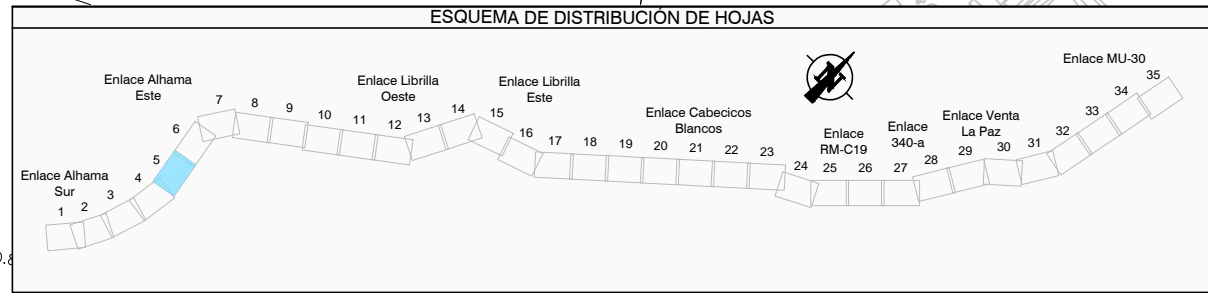 ESQUEMA DE DISTRIBUCIÓN DE HOJAS
Enlace Alhama
Este
Enlace Librilla
Oeste
Enlace Librilla
Este
Enlace Cabecicos
Blancos
Enlace
RM-C19
Enlace
340-a
Enlace Venta
La Paz
Enlace MU-30
Enlace Alhama
Sur
1
2
3
4
5
6
7
8
9
10
11
12
13
14
15
16
17
18
19
20
21
22
23
24
25
26
27
28
29
30
31
32
33
34
35